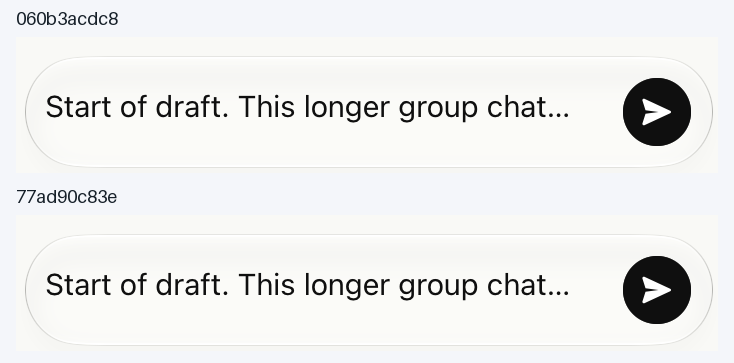 060b3acdc8
Start of draft. This longer group chat...
77ad90c83e
Start of draft. This longer group chat...